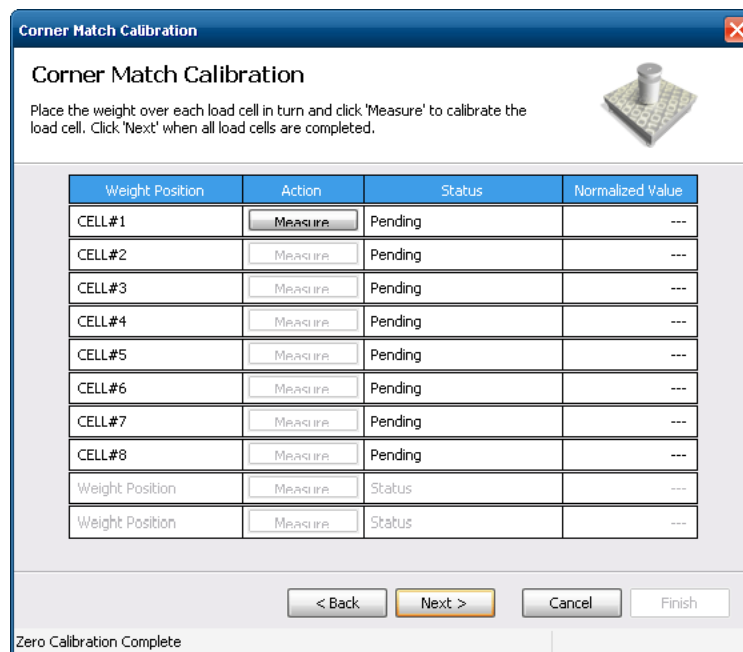 Corner Match Calibration
Corner Match Calibration
Place the weight over each load cell in turn and click 'Measure' to calibrate the
load cell. Click 'Next' when all load cells are completed.
Weight Position Action Status Normalized Value
CELL#1 Measure Pending ---
CELL#2 Measure Pending ---
CELL#3 Measure Pending ---
CELL#4 Measure Pending ---
CELL#5 Measure Pending ---
CELL#6 Measure Pending ---
CELL#7 Measure Pending ---
CELL#8 Measure Pending ---
Weight Position Measure Status ---
Weight Position Measure Status ---
< Back Next > Cancel Finish
Zero Calibration Complete